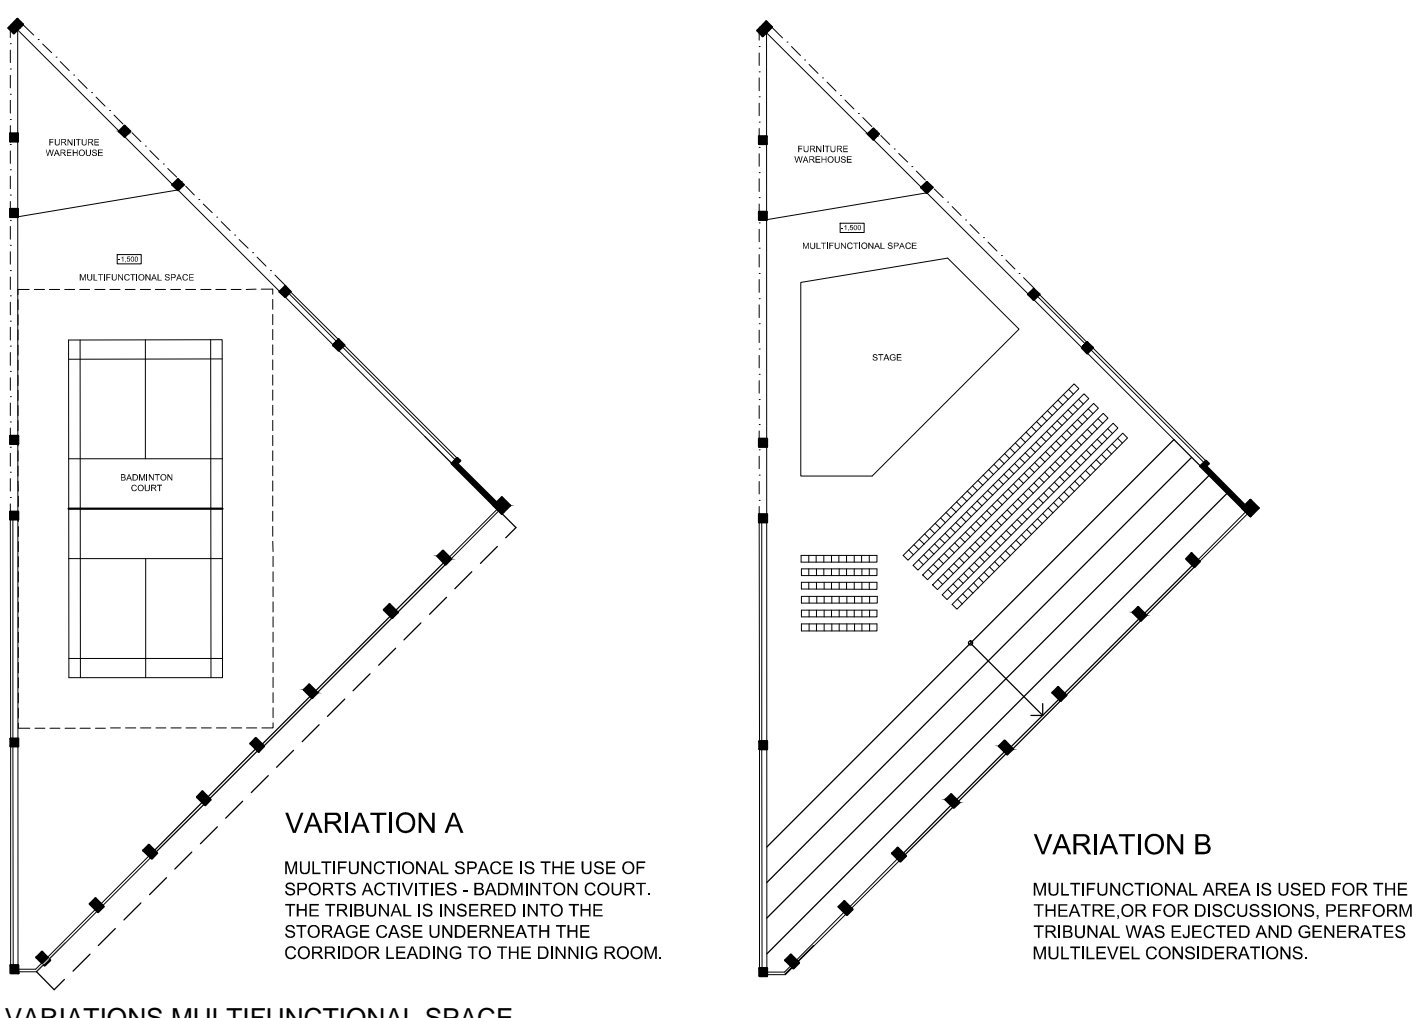 FURNITURE
WAREHOUSE
-1,500
MULTIFUNCTIONAL SPACE
BADMINTON
COURT
VARIATION A
MULTIFUNCTIONAL SPACE IS THE USE OF
SPORTS ACTIVITIES - BADMINTON COURT.
THE TRIBUNAL IS INSERED INTO THE
STORAGE CASE UNDERNEATH THE
CORRIDOR LEADING TO THE DINNIG ROOM.
FURNITURE
WAREHOUSE
-1,500
MULTIFUNCTIONAL SPACE
STAGE
VARIATION B
MULTIFUNCTIONAL AREA IS USED FOR THE
THEATRE,OR FOR DISCUSSIONS, PERFORM
TRIBUNAL WAS EJECTED AND GENERATES
MULTILEVEL CONSIDERATIONS.
VARIATIONS MULTIFUNCTIONAL SPACE